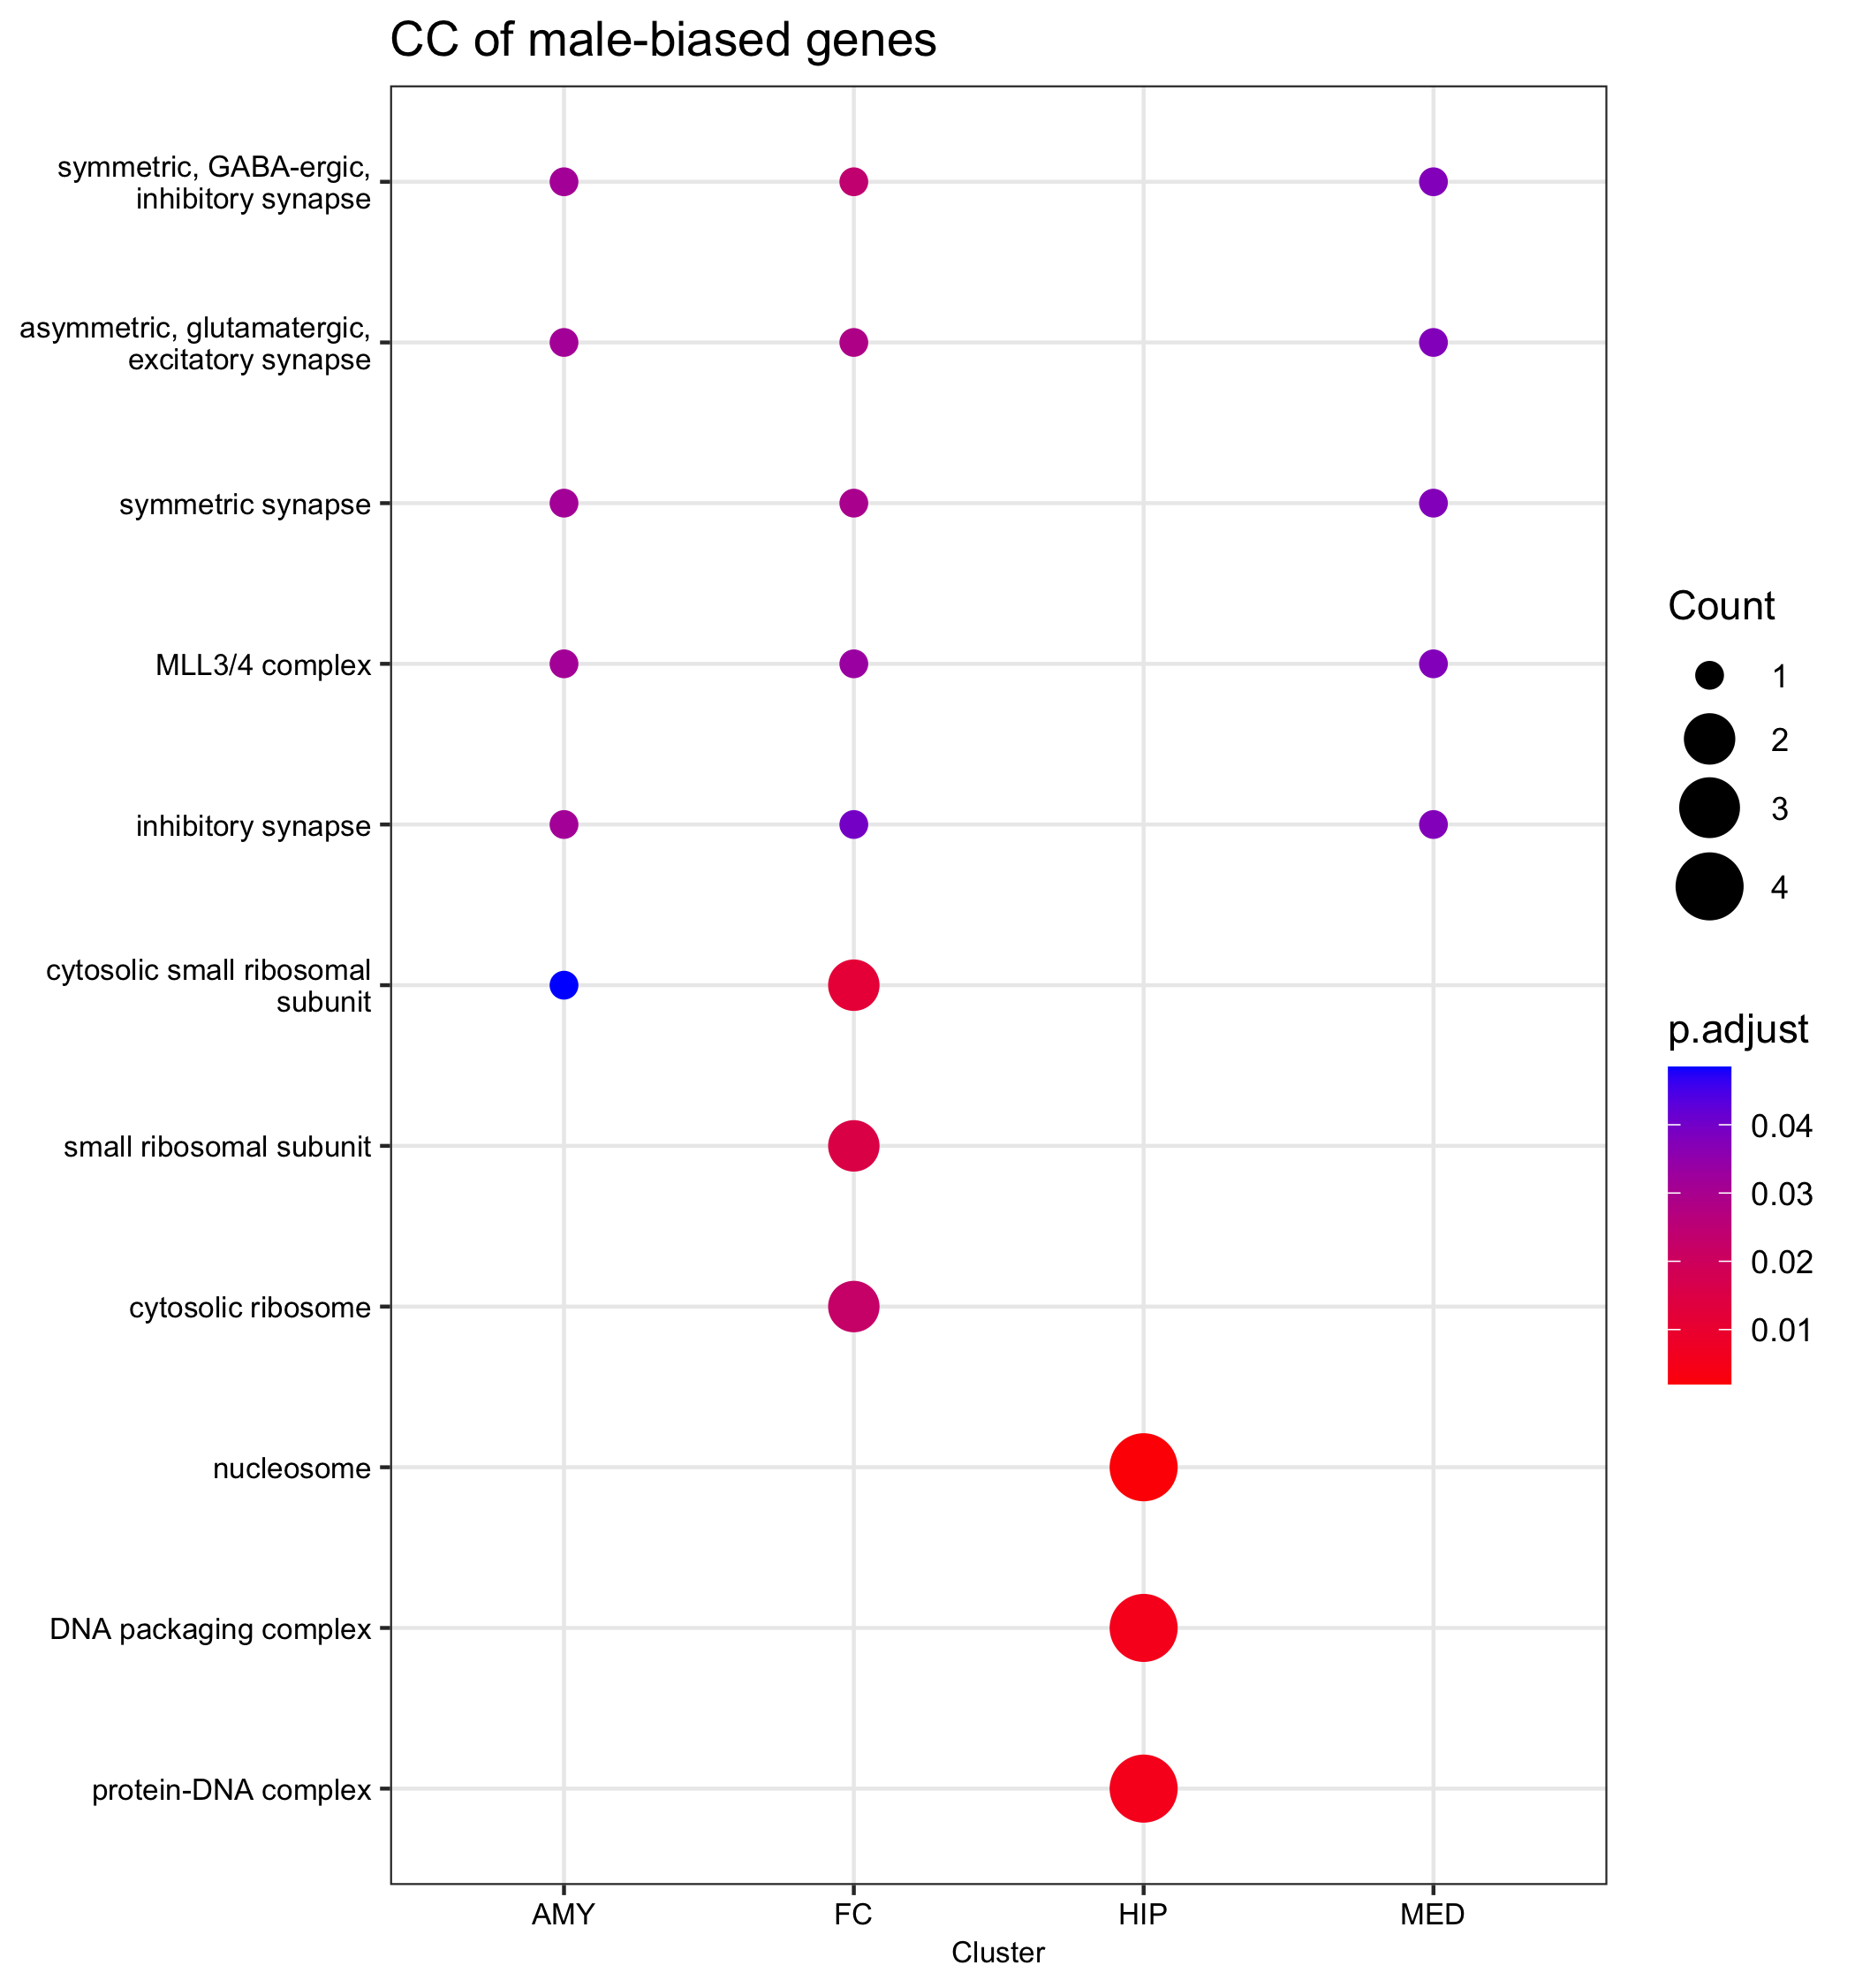 CC of male-biased genes
symmetric, GABA-ergic,
inhibitory synapse
asymmetric, glutamatergic,
excitatory synapse
symmetric synapse
MLL3/4 complex
inhibitory synapse
cytosolic small ribosomal
subunit
small ribosomal subunit
cytosolic ribosome
nucleosome
DNA packaging complex
protein-DNA complex
AMY
FC
HIP
MED
Cluster
Count
1
2
3
4
p.adjust
0.04
0.03
0.02
0.01